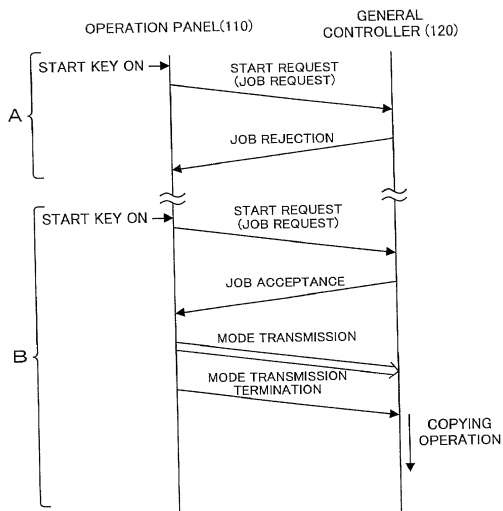 OPERATION PANEL(110)
GENERAL
CONTROLLER (120)
START KEY ON
START REQUEST
(JOB REQUEST)
A
JOB REJECTION
START KEY ON
START REQUEST
(JOB REQUEST)
JOB ACCEPTANCE
B
MODE TRANSMISSION
MODE TRANSMISSION
TERMINATION
COPYING
OPERATION